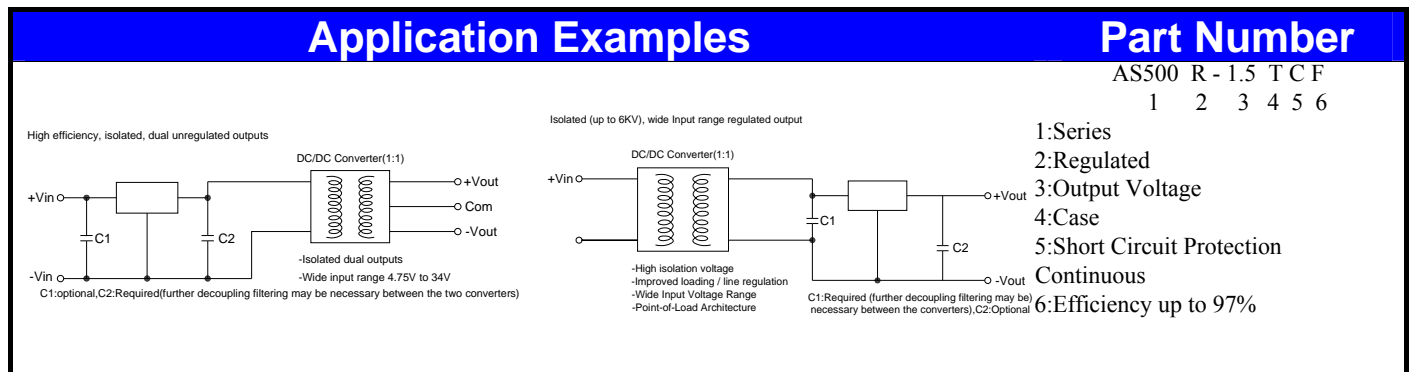 Application Examples
Part Number
High efficiency, isolated, dual unregulated outputs
DC/DC Converter(1:1)
+Vin
C1
C2
-Vin
+Vout
Com
-Vout
-Isolated dual outputs
-Wide input range 4.75V to 34V
C1:optional,C2:Required(further decoupling filtering may be necessary between the two converters)
Isolated (up to 6KV), wide Input range regulated output
DC/DC Converter(1:1)
+Vin
C1
C2
+Vout
-Vout
-High isolation voltage
-Improved loading / line regulation
-Wide Input Voltage Range
-Point-of-Load Architecture
C1:Required (further decoupling filtering may be)
necessary between the converters),C2:Optional
AS500 R - 1.5 T C F
1 2 3 4 5 6
1:Series
2:Regulated
3:Output Voltage
4:Case
5:Short Circuit Protection
Continuous
6:Efficiency up to 97%